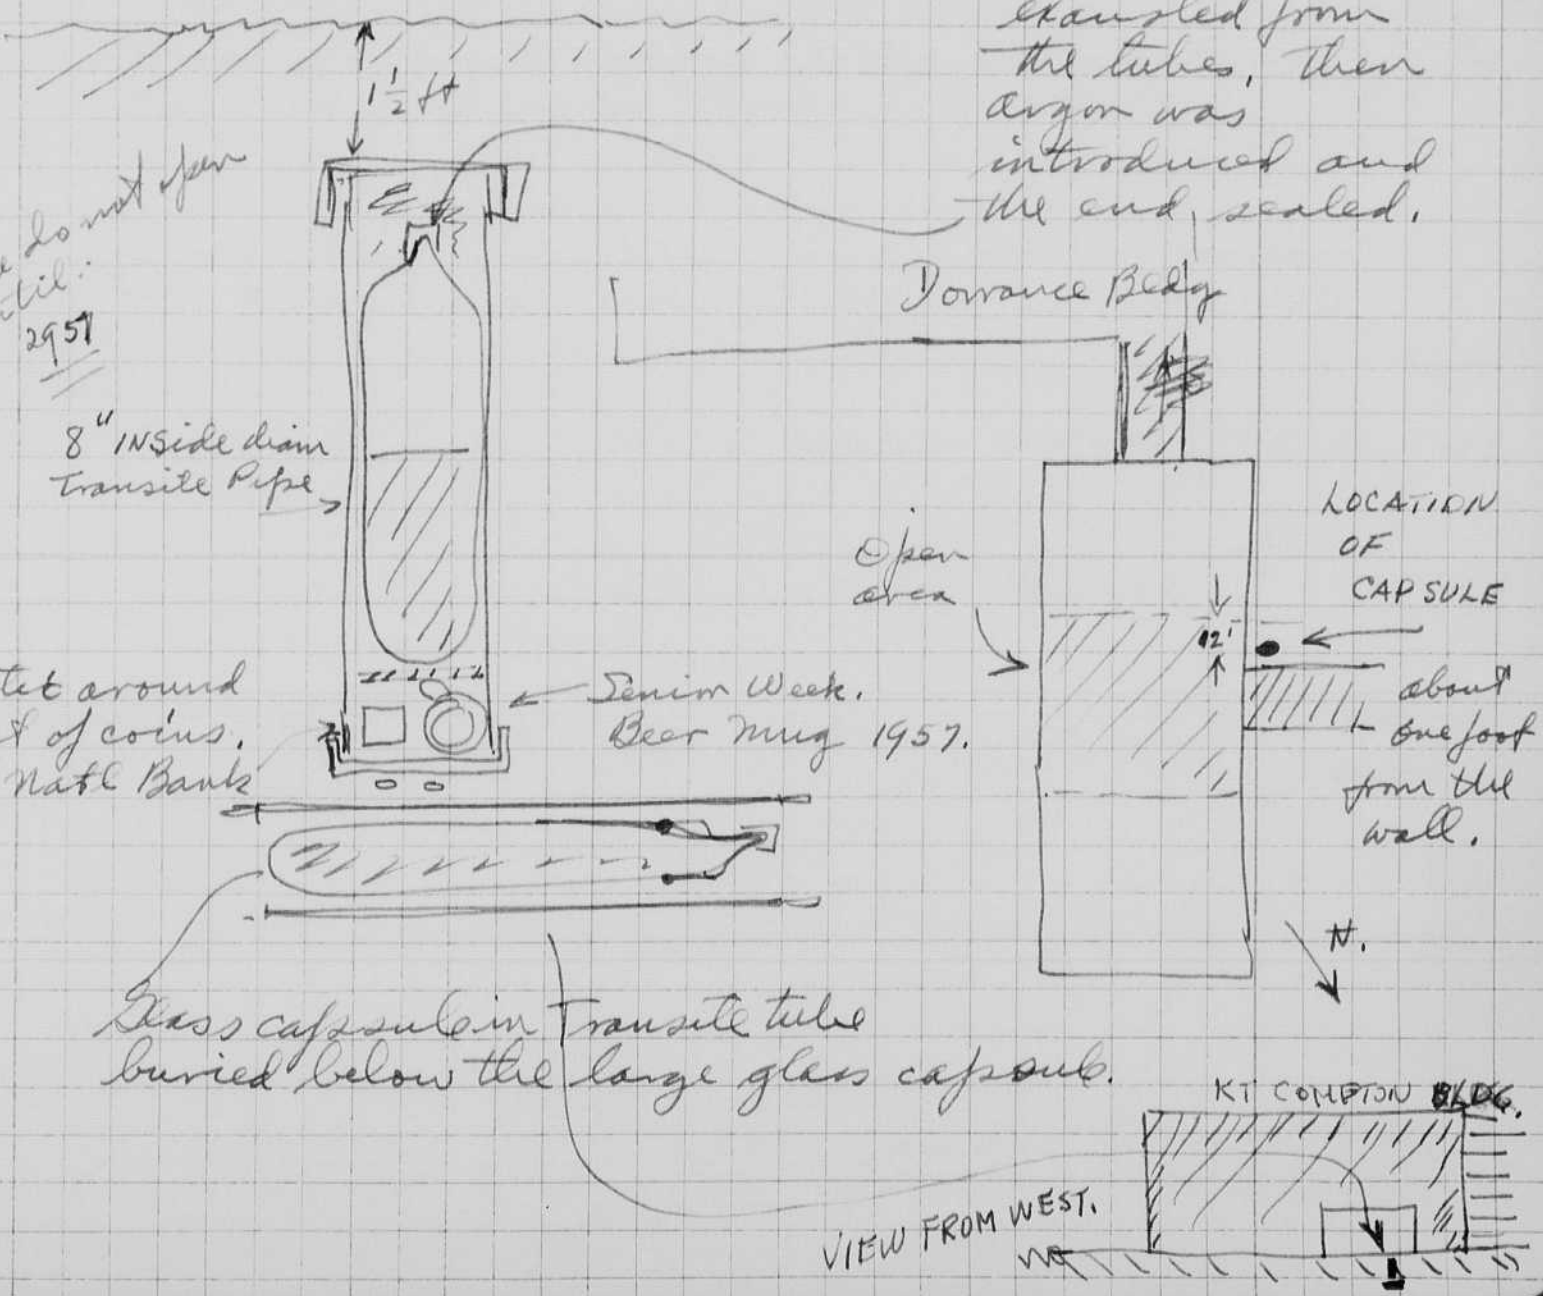 exausted from
the tubes, then
argon was
introduced and
the end, sealed.
1 1/2 ft
do not open
2957
Dorrance Bldg
8" INSide diam
Transite Pipe
Open
area
LOCATION
OF
CAPSULE
12'
about
one foot
from the
wall.
around
of coins.
Nat'l Bank
Senior Week.
Beer Mug 1957.
N.
Glass capsule in Transite tube
buried below the large glass capsule.
KT COMPTON BLDG.
VIEW FROM WEST.